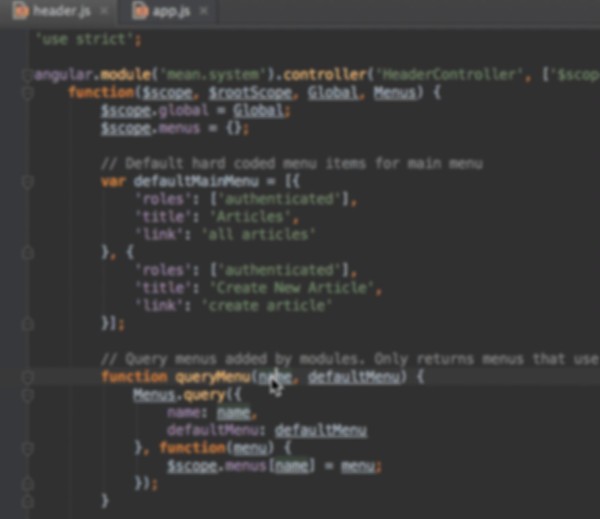 header.js × app.js ×
'use strict';
angular.module('mean.system').controller('HeaderController', ['$scop
function($scope, $rootScope, Global, Menus) {
$scope.global = Global;
$scope.menus = {};
// Default hard coded menu items for main menu
var defaultMainMenu = [{
'roles': ['authenticated'],
'title': 'Articles',
'link': 'all articles'
}, {
'roles': ['authenticated'],
'title': 'Create New Article',
'link': 'create article'
}];
// Query menus added by modules. Only returns menus that use
function queryMenu(name, defaultMenu) {
Menus.query({
name: name,
defaultMenu: defaultMenu
}, function(menu) {
$scope.menus[name] = menu;
});
}